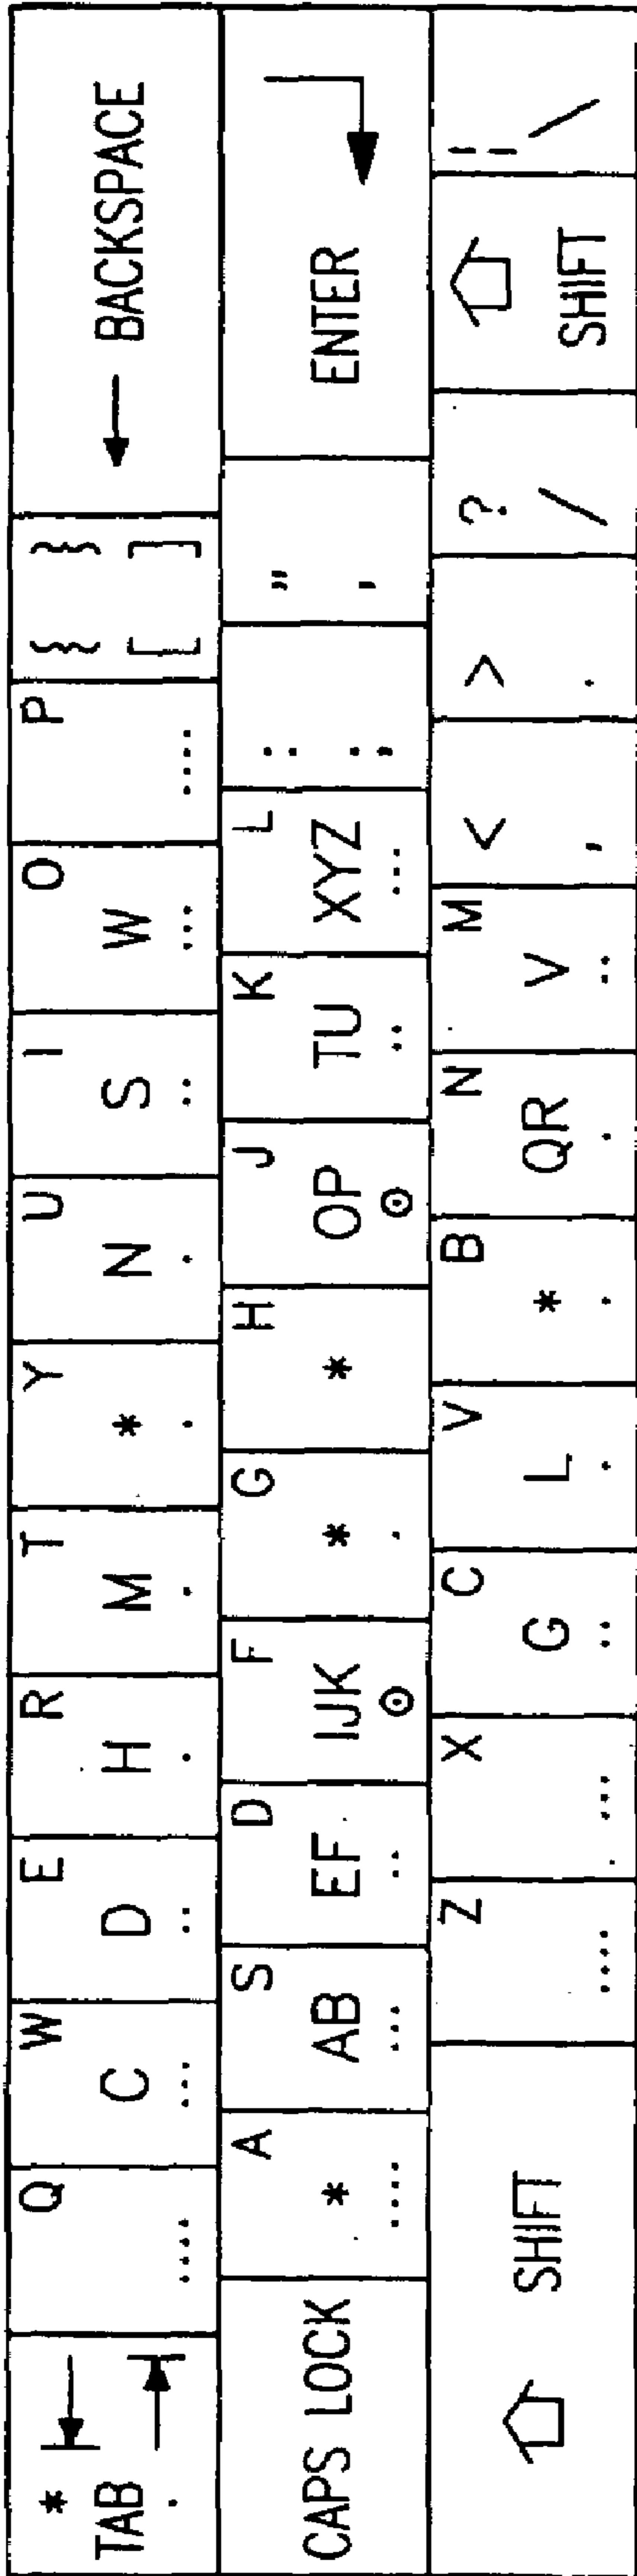 * TAB . Q .... W C ... E D .. R H . T M . Y * . U N . I S .. O W ... P .... { } [ ] BACKSPACE
CAPS LOCK A * .... S AB ... D EF .. F IJK ⊙ G * . H * J OP ⊙ K TU .. L XYZ ... : ; " , ENTER
SHIFT Z .... X ... C G .. V L . B * . N QR . M V .. < , > . ? / SHIFT ¦ \